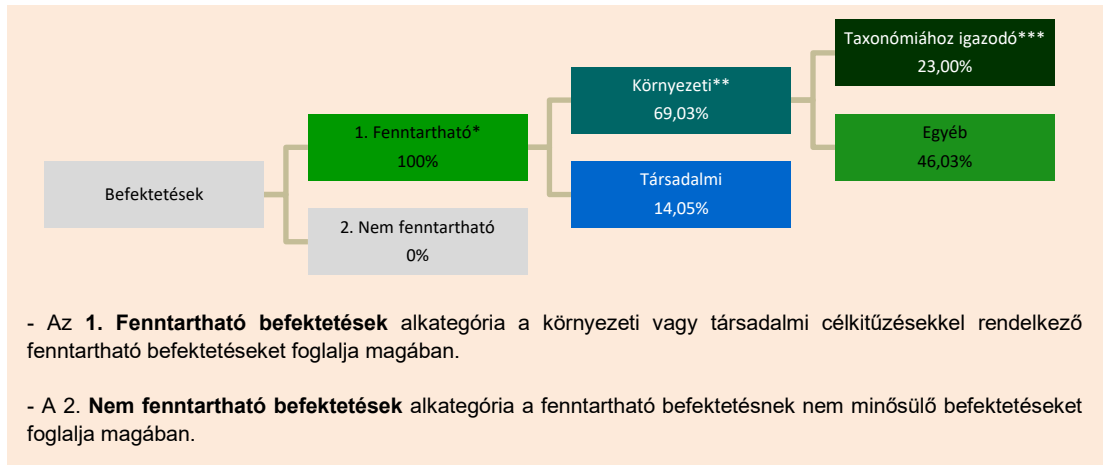 Befektetések
1. Fenntartható*
100%
2. Nem fenntartható
0%
Környezeti**
69,03%
Társadalmi
14,05%
Taxonómiához igazodó***
23,00%
Egyéb
46,03%
- Az 1. Fenntartható befektetések alkategória a környezeti vagy társadalmi célkitűzésekkel rendelkező
fenntartható befektetéseket foglalja magában.
- A 2. Nem fenntartható befektetések alkategória a fenntartható befektetésnek nem minősülő befektetéseket
foglalja magában.